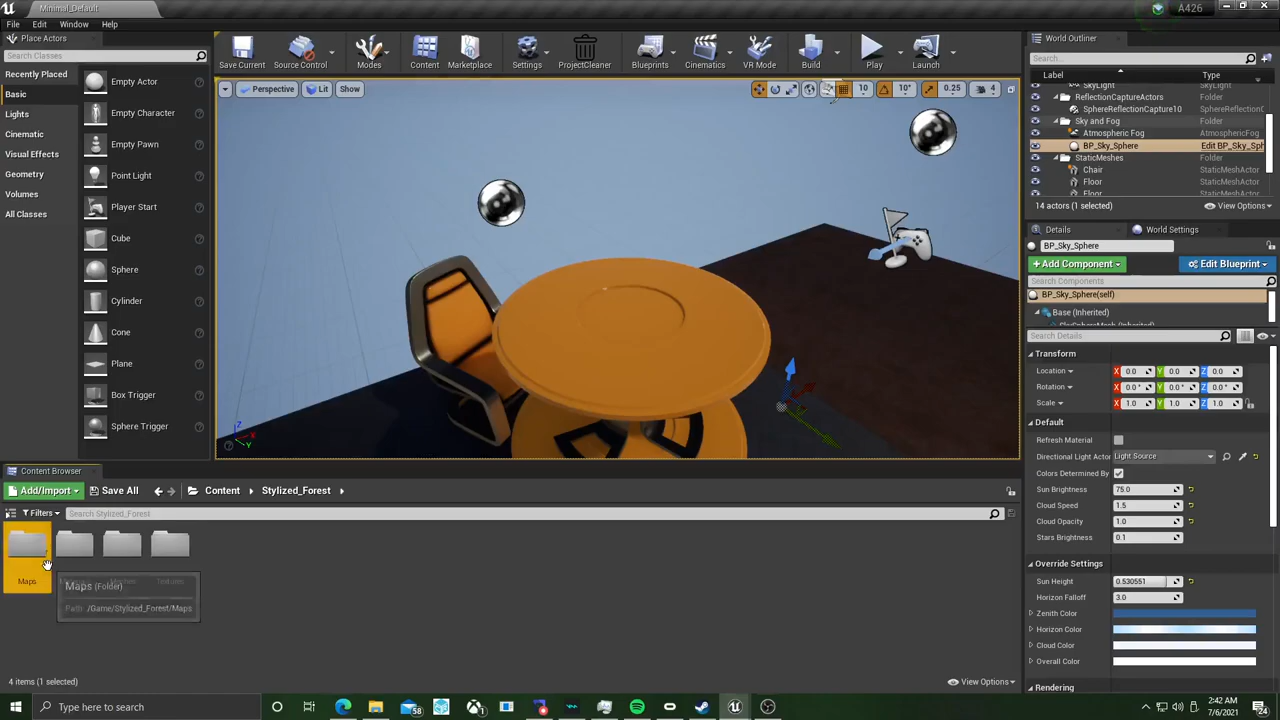 Minimal_Default
A426
File Edit Window Help
Place Actors
Search Classes
Recently Placed
Basic
Lights
Cinematic
Visual Effects
Geometry
Volumes
All Classes
Empty Actor
Empty Character
Empty Pawn
Point Light
Player Start
Cube
Sphere
Cylinder
Cone
Plane
Box Trigger
Sphere Trigger
Save Current
Source Control
Modes
Content
Marketplace
Settings
ProjectCleaner
Blueprints
Cinematics
VR Mode
Build
Play
Launch
Perspective Lit Show
10 10° 0.25 4
Z X Y
World Outliner
Search...
Label Type
SkyLight
ReflectionCaptureActors Folder
SphereReflectionCapture10 SphereReflectionC
Sky and Fog Folder
Atmospheric Fog AtmosphericFog
BP_Sky_Sphere Edit BP_Sky_Sph
StaticMeshes Folder
Chair StaticMeshActor
Floor StaticMeshActor
Floor StaticMeshActor
14 actors (1 selected) View Options
Details World Settings
BP_Sky_Sphere
+Add Component Edit Blueprint
Search Components
BP_Sky_Sphere(self)
Base (Inherited)
SkySphereMesh (Inherited)
Search Details
Transform
Location X 0.0 Y 0.0 Z 0.0
Rotation X 0.0° Y 0.0° Z 0.0°
Scale X 1.0 Y 1.0 Z 1.0
Default
Refresh Material
Directional Light Actor Light Source
Colors Determined By
Sun Brightness 75.0
Cloud Speed 1.5
Cloud Opacity 1.0
Stars Brightness 0.1
Override Settings
Sun Height 0.530551
Horizon Falloff 3.0
Zenith Color
Horizon Color
Cloud Color
Overall Color
Rendering
Content Browser
Add/Import Save All Content Stylized_Forest
Filters Search Stylized_Forest
Maps Textures
Maps (Folder)
Path /Game/Stylized_Forest/Maps
4 items (1 selected) View Options
Type here to search
58
2:42 AM
7/6/2021
24